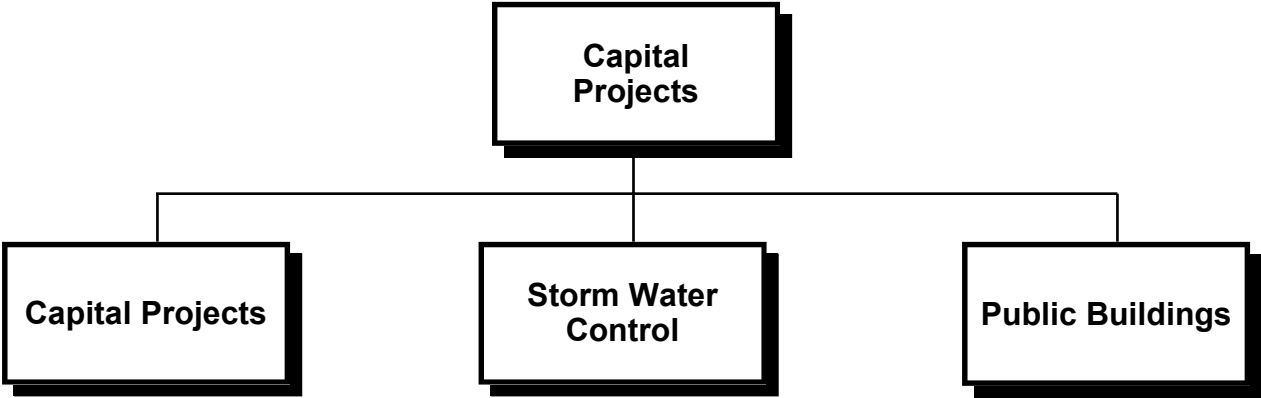 Capital
Projects
Capital Projects
Storm Water
Control
Public Buildings